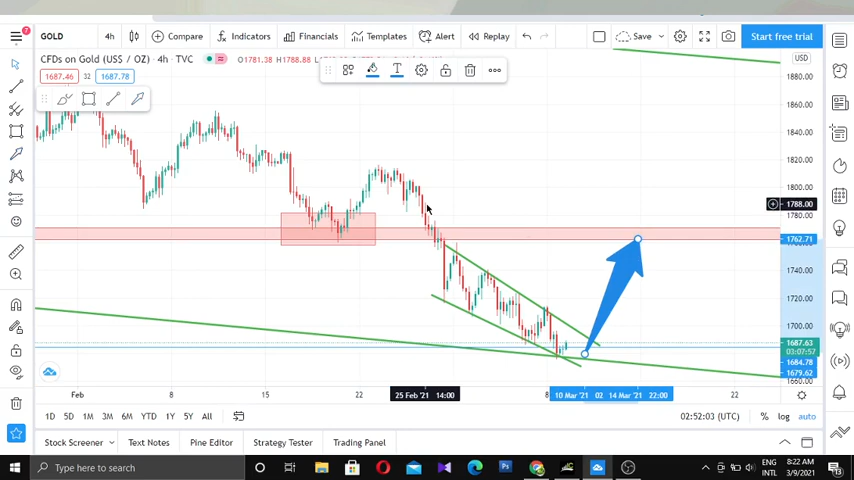 GOLD 4h Compare Indicators Financials Templates Alert Replay Save Start free trial
CFDs on Gold (US$ / OZ) · 4h · TVC O1781.38 H1788.88
USD
1687.46 32 1687.78
1880.00
1860.00
1840.00
1820.00
1800.00
1788.00
1780.00
1762.71
1740.00
1720.00
1700.00
1687.63
03:07:57
1684.78
1679.62
1660.00
Feb 8 15 22 25 Feb '21 14:00 8 10 Mar '21 02 14 Mar '21 22:00 22
1D 5D 1M 3M 6M YTD 1Y 5Y All 02:52:03 (UTC) % log auto
Stock Screener Text Notes Pine Editor Strategy Tester Trading Panel
Type here to search
ENG
INTL
8:22 AM
3/9/2021